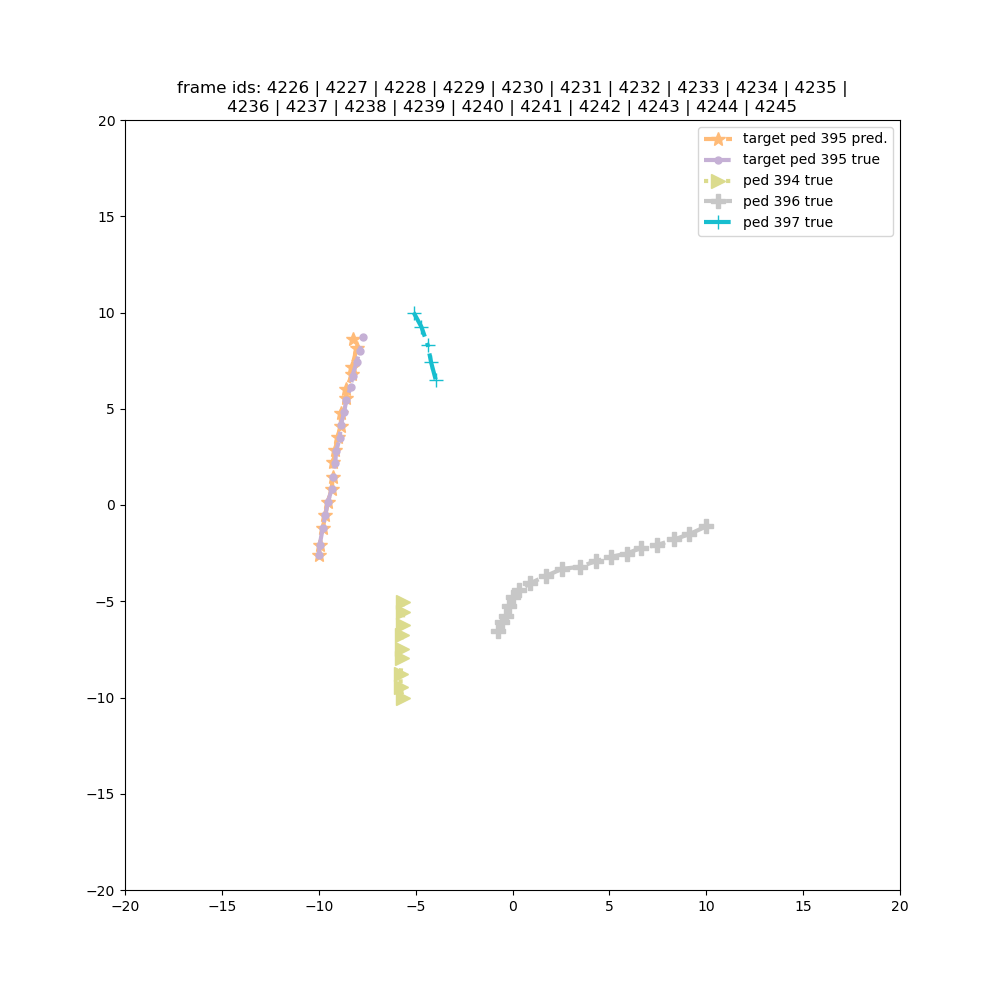 frame ids: 4226 | 4227 | 4228 | 4229 | 4230 | 4231 | 4232 | 4233 | 4234 | 4235 |
4236 | 4237 | 4238 | 4239 | 4240 | 4241 | 4242 | 4243 | 4244 | 4245
target ped 395 pred.
target ped 395 true
ped 394 true
ped 396 true
ped 397 true
20
15
10
5
0
−5
−10
−15
−20
−20 −15 −10 −5 0 5 10 15 20